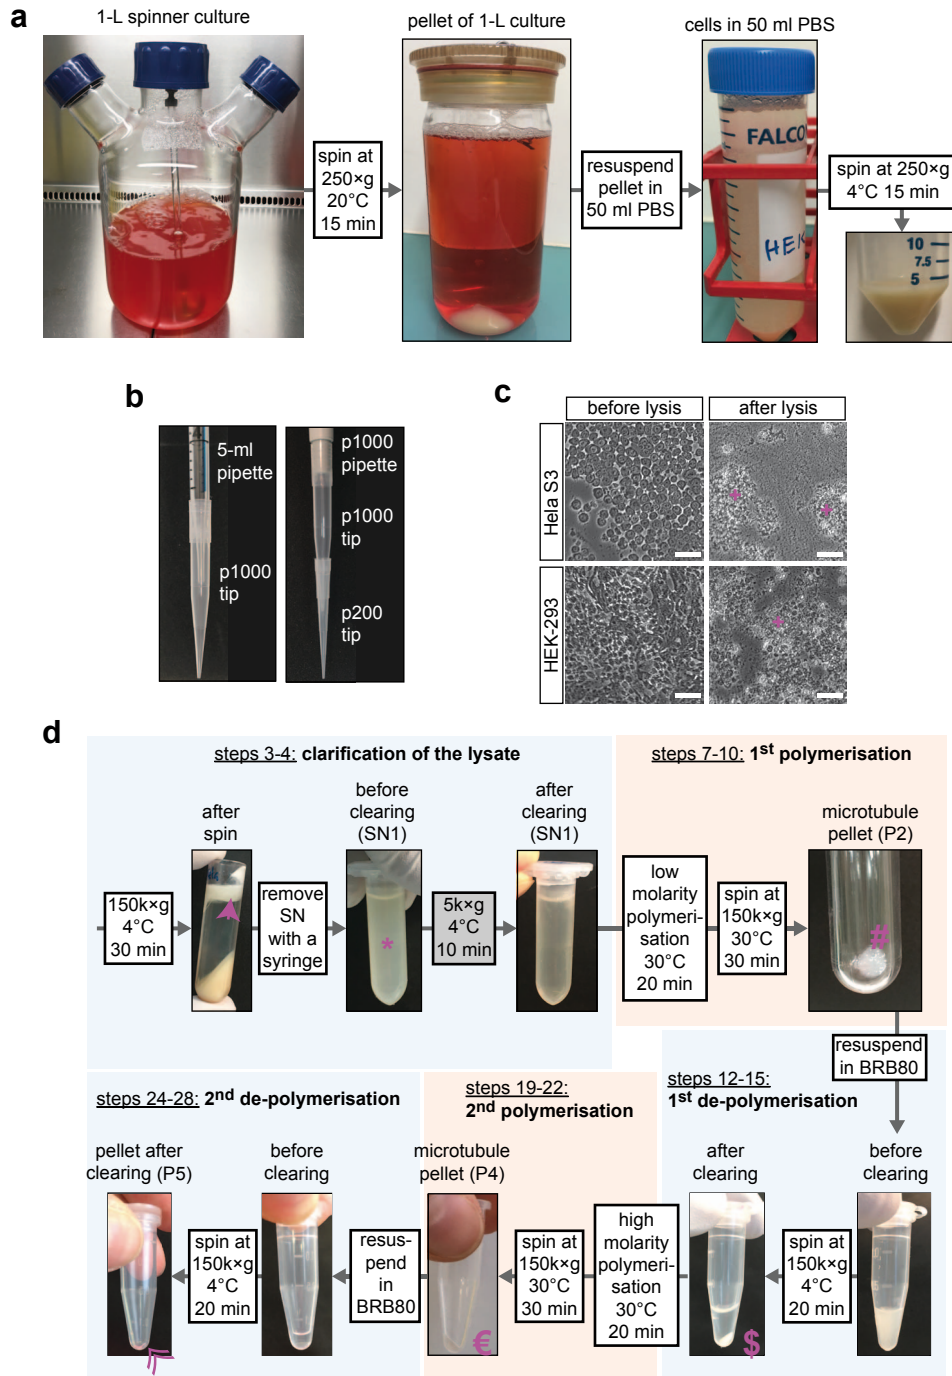 a
1-L spinner culture
pellet of 1-L culture
cells in 50 ml PBS
spin at
250×g
20°C
15 min
resuspend
pellet in
50 ml PBS
FALCO
HEK
spin at 250×g
4°C 15 min
10
7.5
5
b
5-ml
pipette
p1000
tip
p1000
pipette
p1000
tip
p200
tip
c
before lysis
after lysis
Hela S3
+
+
HEK-293
+
d
steps 3-4: clarification of the lysate
after
spin
before
clearing
(SN1)
after
clearing
(SN1)
150k×g
4°C
30 min
remove
SN
with a
syringe
*
5k×g
4°C
10 min
steps 7-10: 1st polymerisation
microtubule
pellet (P2)
low
molarity
polymeri-
sation
30°C
20 min
spin at
150k×g
30°C
30 min
#
resuspend
in BRB80
steps 12-15:
1st de-polymerisation
before
clearing
after
clearing
spin at
150k×g
4°C
20 min
$
steps 19-22:
2nd polymerisation
microtubule
pellet (P4)
high
molarity
polymeri-
sation
30°C
20 min
spin at
150k×g
30°C
30 min
€
steps 24-28: 2nd de-polymerisation
pellet after
clearing (P5)
before
clearing
resus-
pend
in
BRB80
spin at
150k×g
4°C
20 min